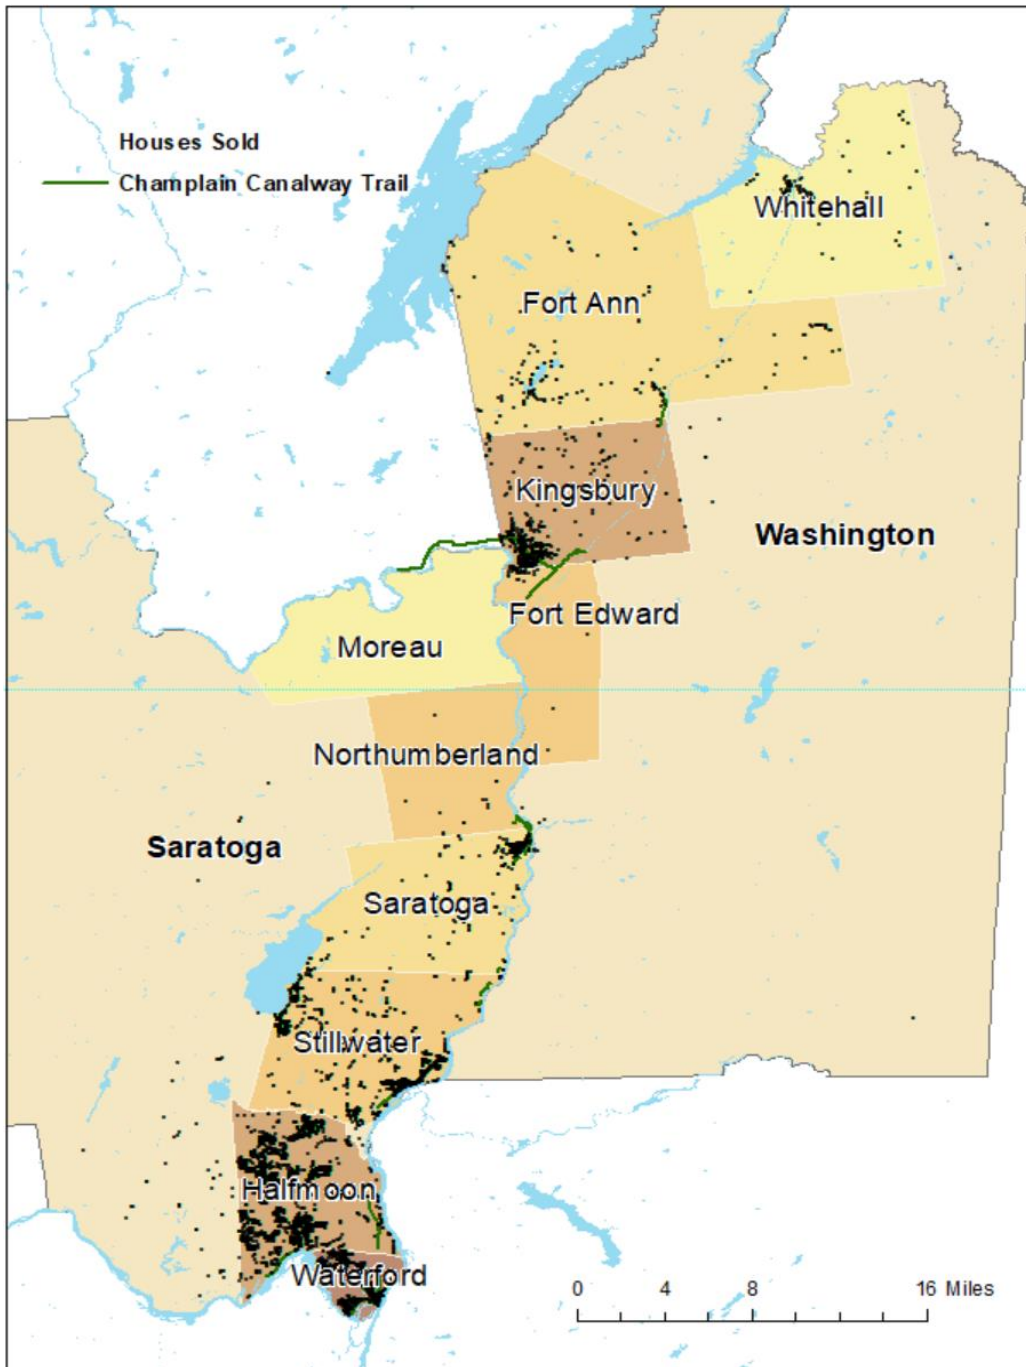 Houses Sold
Champlain Canalway Trail
Whitehall
Fort Ann
Kingsbury
Washington
Fort Edward
Moreau
Northumberland
Saratoga
Saratoga
Stillwater
Halfmoon
Waterford
0 4 8 16 Miles